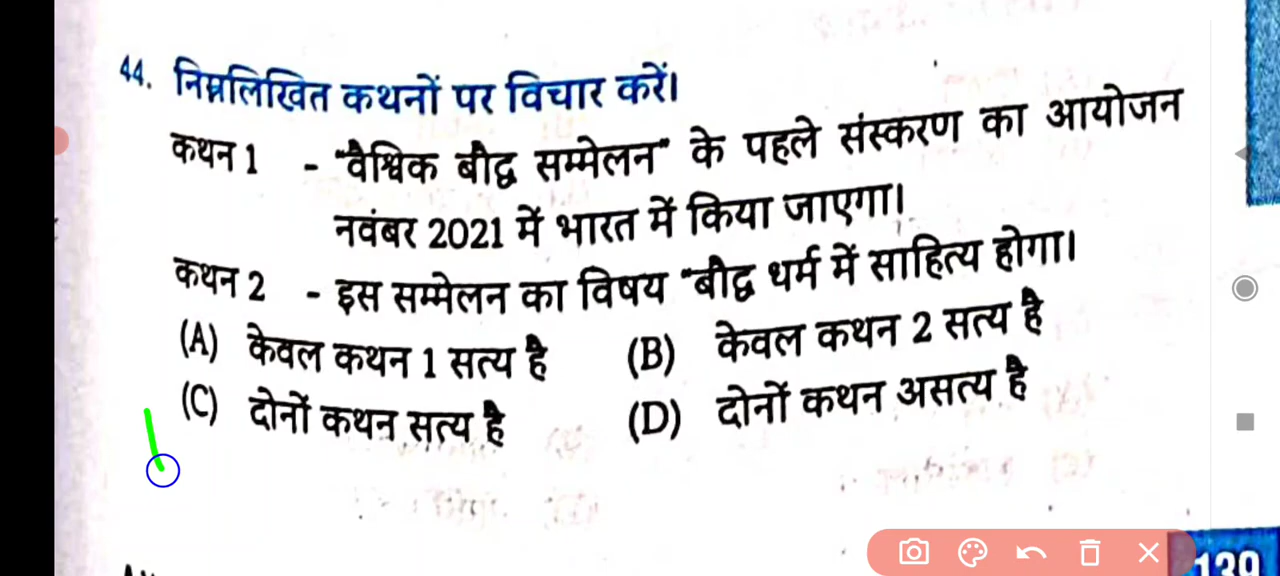 44. निम्नलिखित कथनों पर विचार करें।
कथन 1 - "वैश्विक बौद्ध सम्मेलन" के पहले संस्करण का आयोजन
नवंबर 2021 में भारत में किया जाएगा।
कथन 2 - इस सम्मेलन का विषय "बौद्ध धर्म में साहित्य होगा।
(A) केवल कथन 1 सत्य है (B) केवल कथन 2 सत्य है
(C) दोनों कथन सत्य है (D) दोनों कथन असत्य है
139